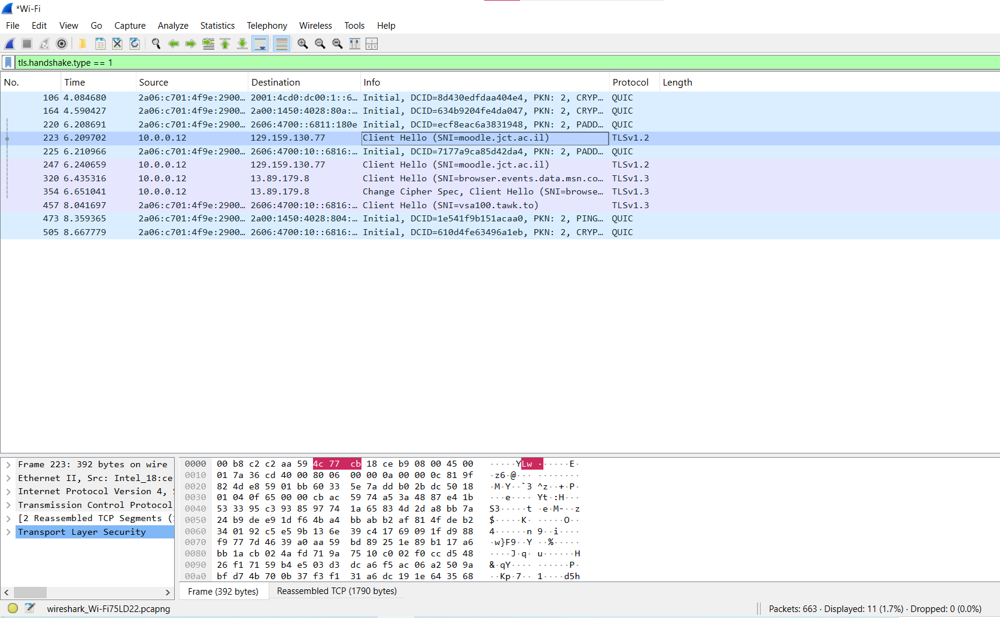 *Wi-Fi
File Edit View Go Capture Analyze Statistics Telephony Wireless Tools Help
tls.handshake.type == 1
No. Time Source Destination Info Protocol Length
106 4.084680 2a06:c701:4f9e:2900… 2001:4cd0:dc00:1::6… Initial, DCID=8d430edfdaa404e4, PKN: 2, CRYP… QUIC
164 4.590427 2a06:c701:4f9e:2900… 2a00:1450:4028:80a:… Initial, DCID=634b9204fe4da047, PKN: 2, CRYP… QUIC
220 6.208691 2a06:c701:4f9e:2900… 2606:4700::6811:180e Initial, DCID=ecf8eac6a3831948, PKN: 2, PADD… QUIC
223 6.209702 10.0.0.12 129.159.130.77 Client Hello (SNI=moodle.jct.ac.il) TLSv1.2
225 6.210966 2a06:c701:4f9e:2900… 2606:4700:10::6816:… Initial, DCID=7177a9ca85d42da4, PKN: 2, PADD… QUIC
247 6.240659 10.0.0.12 129.159.130.77 Client Hello (SNI=moodle.jct.ac.il) TLSv1.2
320 6.435316 10.0.0.12 13.89.179.8 Client Hello (SNI=browser.events.data.msn.co… TLSv1.3
354 6.651041 10.0.0.12 13.89.179.8 Change Cipher Spec, Client Hello (SNI=browse… TLSv1.3
457 8.041697 2a06:c701:4f9e:2900… 2606:4700:10::6816:… Client Hello (SNI=vsa100.tawk.to) TLSv1.3
473 8.359365 2a06:c701:4f9e:2900… 2a00:1450:4028:804:… Initial, DCID=1e541f9b151acaa0, PKN: 2, PING… QUIC
505 8.667779 2a06:c701:4f9e:2900… 2606:4700:10::6816:… Initial, DCID=610d4fe63496a1eb, PKN: 2, CRYP… QUIC
Frame 223: 392 bytes on wire
Ethernet II, Src: Intel_18:ce
Internet Protocol Version 4,
Transmission Control Protocol
[2 Reassembled TCP Segments (
Transport Layer Security
0000 00 b8 c2 c2 aa 59 4c 77 cb 18 ce b9 08 00 45 00 ·····YLw ······E·
0010 01 7a 36 cd 40 00 80 06 00 00 0a 00 00 0c 81 9f ·z6·@··· ········
0020 82 4d e8 59 01 bb 60 33 5e 7a dd b0 2b dc 50 18 ·M·Y··`3 ^z··+·P·
0030 01 04 0f 65 00 00 cb ac 59 74 a5 3a 48 87 e4 1b ···e···· Yt·:H···
0040 53 33 95 c3 93 85 97 74 1a 65 83 4d 2d a8 bb 7a S3·····t ·e·M-··z
0050 24 b9 de e9 1d f6 4b a4 bb ab b2 af 81 4f de b2 $·····K· ·····O··
0060 34 01 92 c5 e5 9b 13 6e 39 c4 17 69 09 1f d9 88 4······n 9··i····
0070 f9 77 7d 46 39 a0 aa 59 bd 89 25 1e 89 b1 17 a6 ·w}F9··Y ··%·····
0080 bb 1a cb 02 4a fd 71 9a 75 10 c0 02 f0 cc d5 48 ····J·q· u······H
0090 26 f1 71 59 b4 e5 03 d3 dc a6 f5 ac 06 a2 50 9a &·qY···· ······P·
00a0 bf d7 4b 70 0b 37 f3 f1 31 a6 dc 19 1e 64 35 68 ··Kp·7·· 1····d5h
Frame (392 bytes) Reassembled TCP (1790 bytes)
wireshark_Wi-Fi75LD22.pcapng Packets: 663 · Displayed: 11 (1.7%) · Dropped: 0 (0.0%)